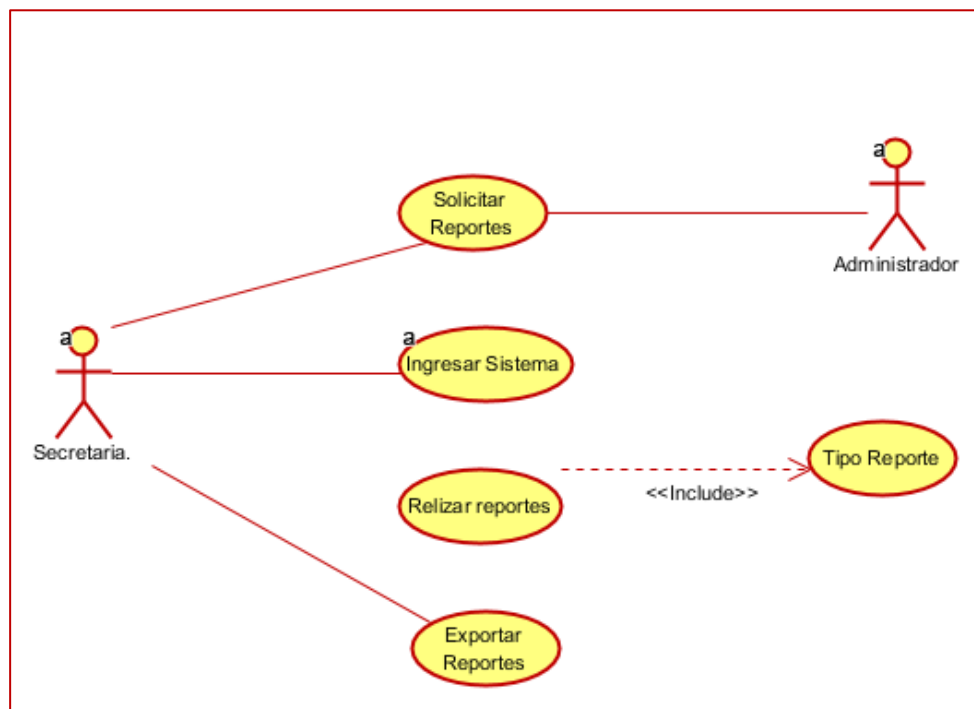 Solicitar
Reportes
a
Administrador
a
Secretaria.
a
Ingresar Sistema
Relizar reportes
<<Include>>
Tipo Reporte
Exportar
Reportes